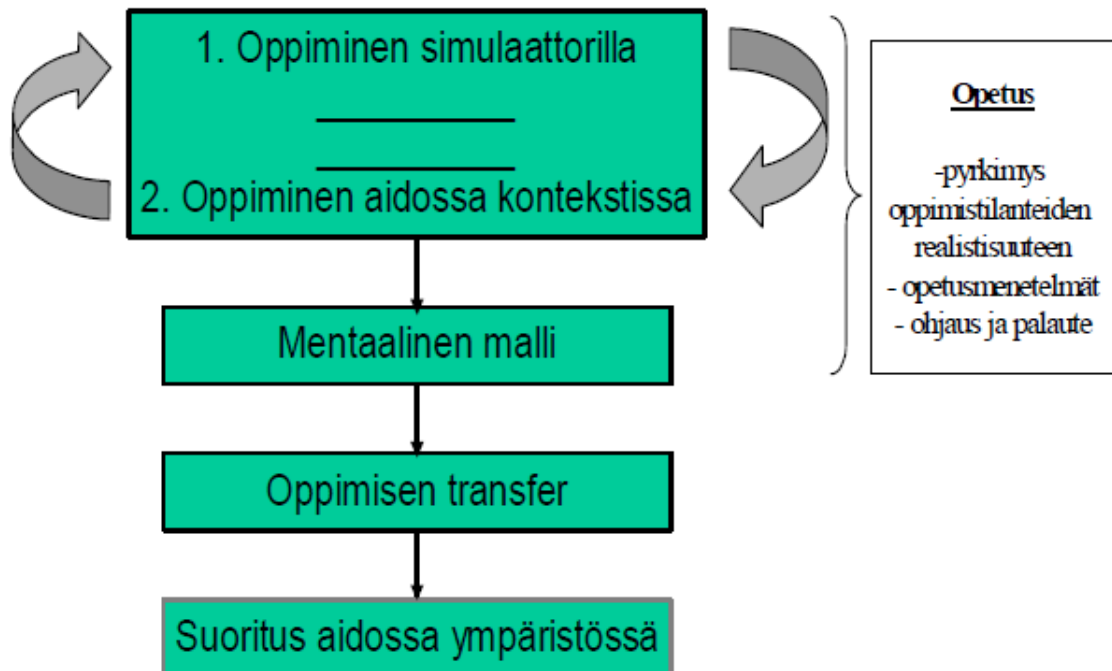 1. Oppiminen simulaattorilla
2. Oppiminen aidossa kontekstissa
Mentaalinen malli
Oppimisen transfer
Suoritus aidossa ympäristössä
Opetus
-pyrkimys
oppimistilanteiden
realistisuuteen
- opetusmenetelmät
- ohjaus ja palaute